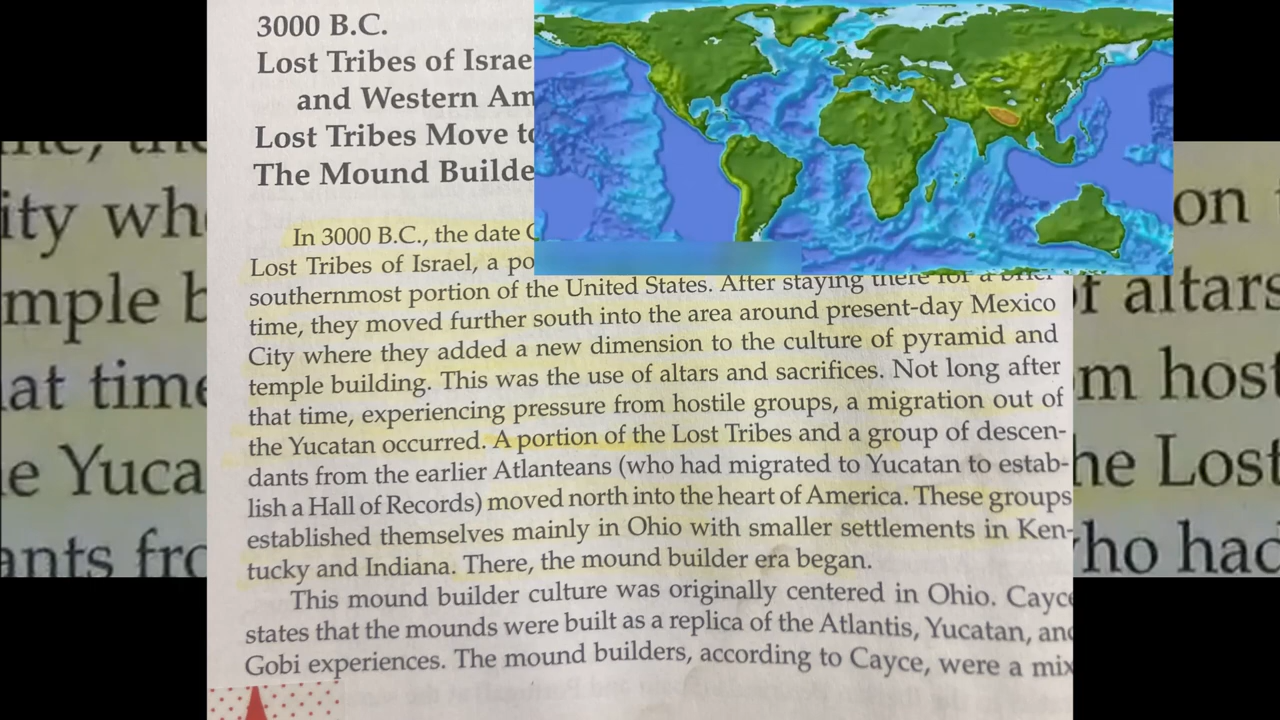 3000 B.C.
Lost Tribes of Israe
and Western Am
Lost Tribes Move to
The Mound Builde
In 3000 B.C., the date
Lost Tribes of Israel, a po
southernmost portion of the United States. After staying there for a brief
time, they moved further south into the area around present-day Mexico
City where they added a new dimension to the culture of pyramid and
temple building. This was the use of altars and sacrifices. Not long after
that time, experiencing pressure from hostile groups, a migration out of
the Yucatan occurred. A portion of the Lost Tribes and a group of descen-
dants from the earlier Atlanteans (who had migrated to Yucatan to estab-
lish a Hall of Records) moved north into the heart of America. These groups
established themselves mainly in Ohio with smaller settlements in Ken-
tucky and Indiana. There, the mound builder era began.
This mound builder culture was originally centered in Ohio. Cayce
states that the mounds were built as a replica of the Atlantis, Yucatan, and
Gobi experiences. The mound builders, according to Cayce, were a mix
ity wh
mple b
at time
e Yuca
ants fro
on
of altars
m host
he Lost
ho had